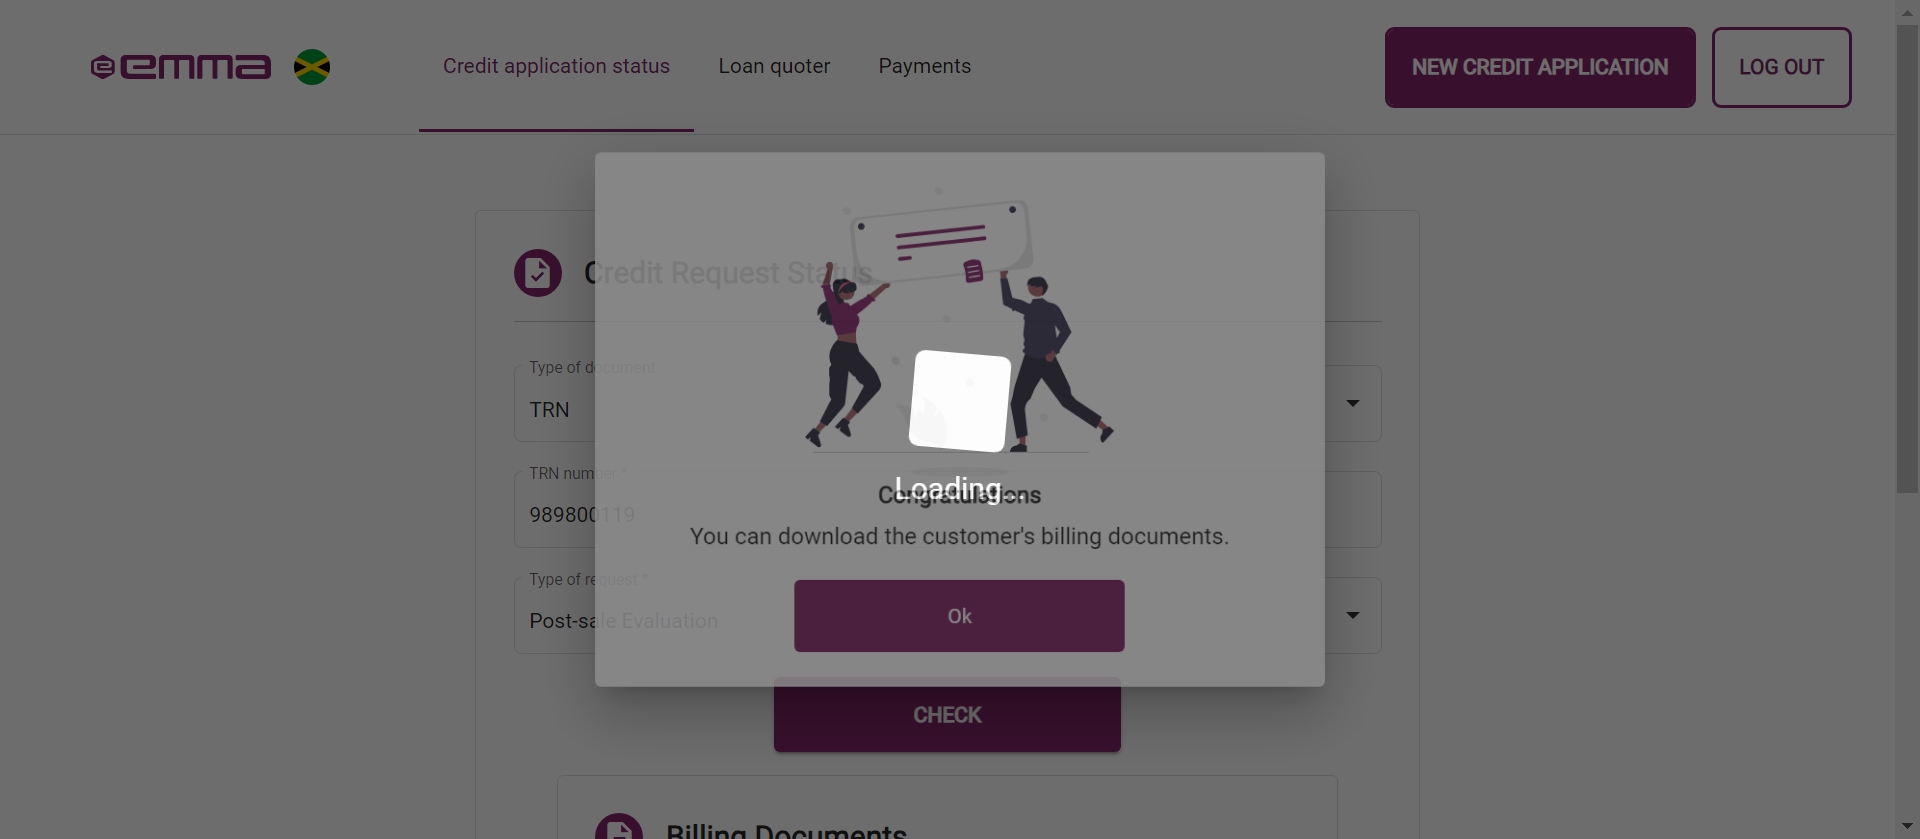 emma
Credit application status
Loan quoter
Payments
NEW CREDIT APPLICATION
LOG OUT
Credit Request Status
Type of document
TRN
TRN number *
989800119
Type of request *
Post-sale Evaluation
Loading...
Congratulations
You can download the customer's billing documents.
Ok
CHECK
Billing Documents